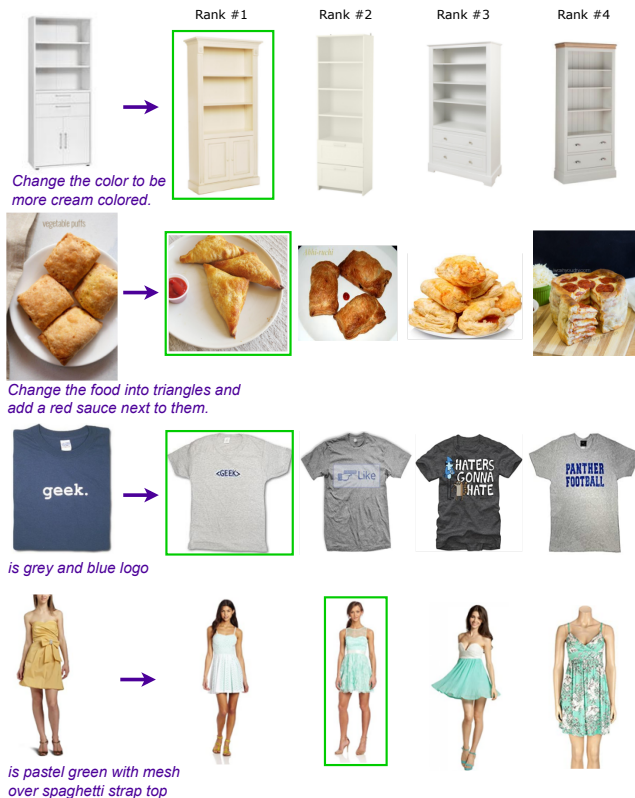 Rank #1
Rank #2
Rank #3
Rank #4
Change the color to be
more cream colored.
vegetable puffs
Change the food into triangles and
add a red sauce next to them.
geek.
<GEEK>
Like
HATERS
GONNA
HATE
PANTHER
FOOTBALL
is grey and blue logo
is pastel green with mesh
over spaghetti strap top